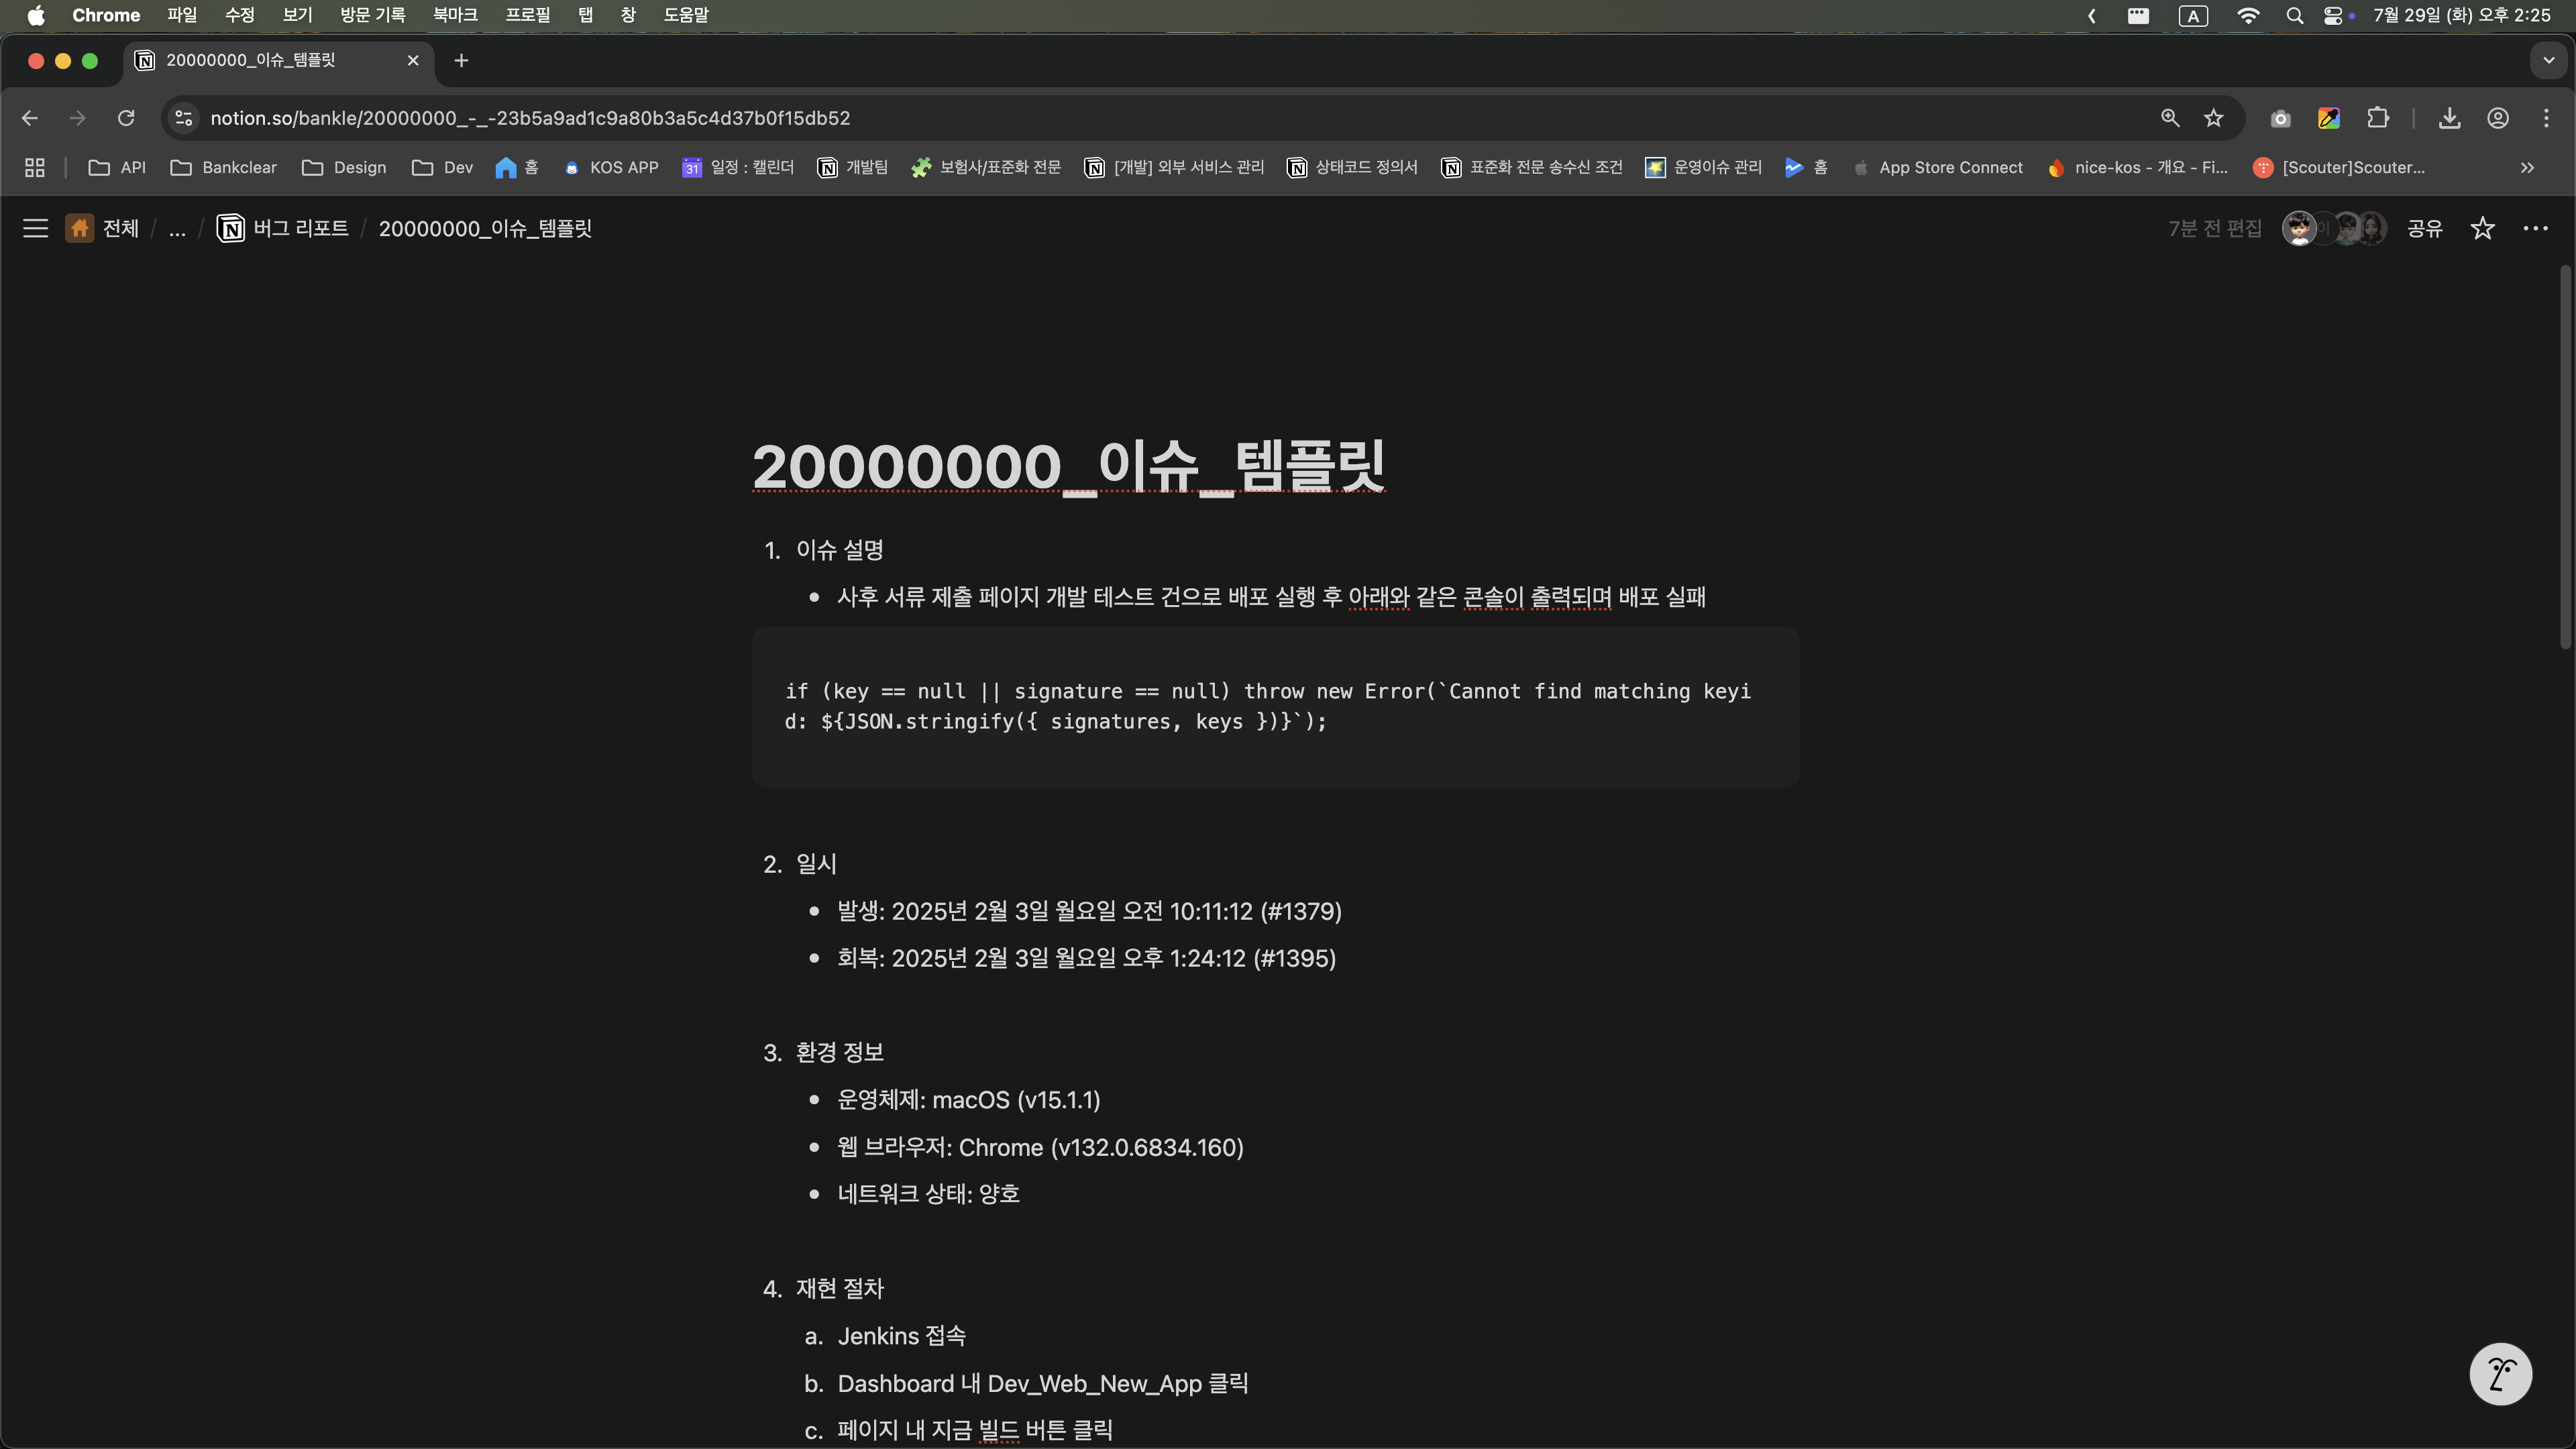 Chrome 파일 수정 보기 방문 기록 북마크 프로필 탭 창 도움말 A 7월 29일 (화) 오후 2:25
20000000_이슈_템플릿
notion.so/bankle/20000000_-_-23b5a9ad1c9a80b3a5c4d37b0f15db52
API Bankclear Design Dev 홈 KOS APP 31 일정 : 캘린더 개발팀 보험사/표준화 전문 [개발] 외부 서비스 관리 상태코드 정의서 표준화 전문 송수신 조건 운영이슈 관리 홈 App Store Connect nice-kos - 개요 - Fi... [Scouter]Scouter...
전체 / ... / 버그 리포트 / 20000000_이슈_템플릿 7분 전 편집 이 공유
20000000_이슈_템플릿
1. 이슈 설명
• 사후 서류 제출 페이지 개발 테스트 건으로 배포 실행 후 아래와 같은 콘솔이 출력되며 배포 실패
if (key == null || signature == null) throw new Error(`Cannot find matching keyi
d: ${JSON.stringify({ signatures, keys })}`);
2. 일시
• 발생: 2025년 2월 3일 월요일 오전 10:11:12 (#1379)
• 회복: 2025년 2월 3일 월요일 오후 1:24:12 (#1395)
3. 환경 정보
• 운영체제: macOS (v15.1.1)
• 웹 브라우저: Chrome (v132.0.6834.160)
• 네트워크 상태: 양호
4. 재현 절차
a. Jenkins 접속
b. Dashboard 내 Dev_Web_New_App 클릭
c. 페이지 내 지금 빌드 버튼 클릭